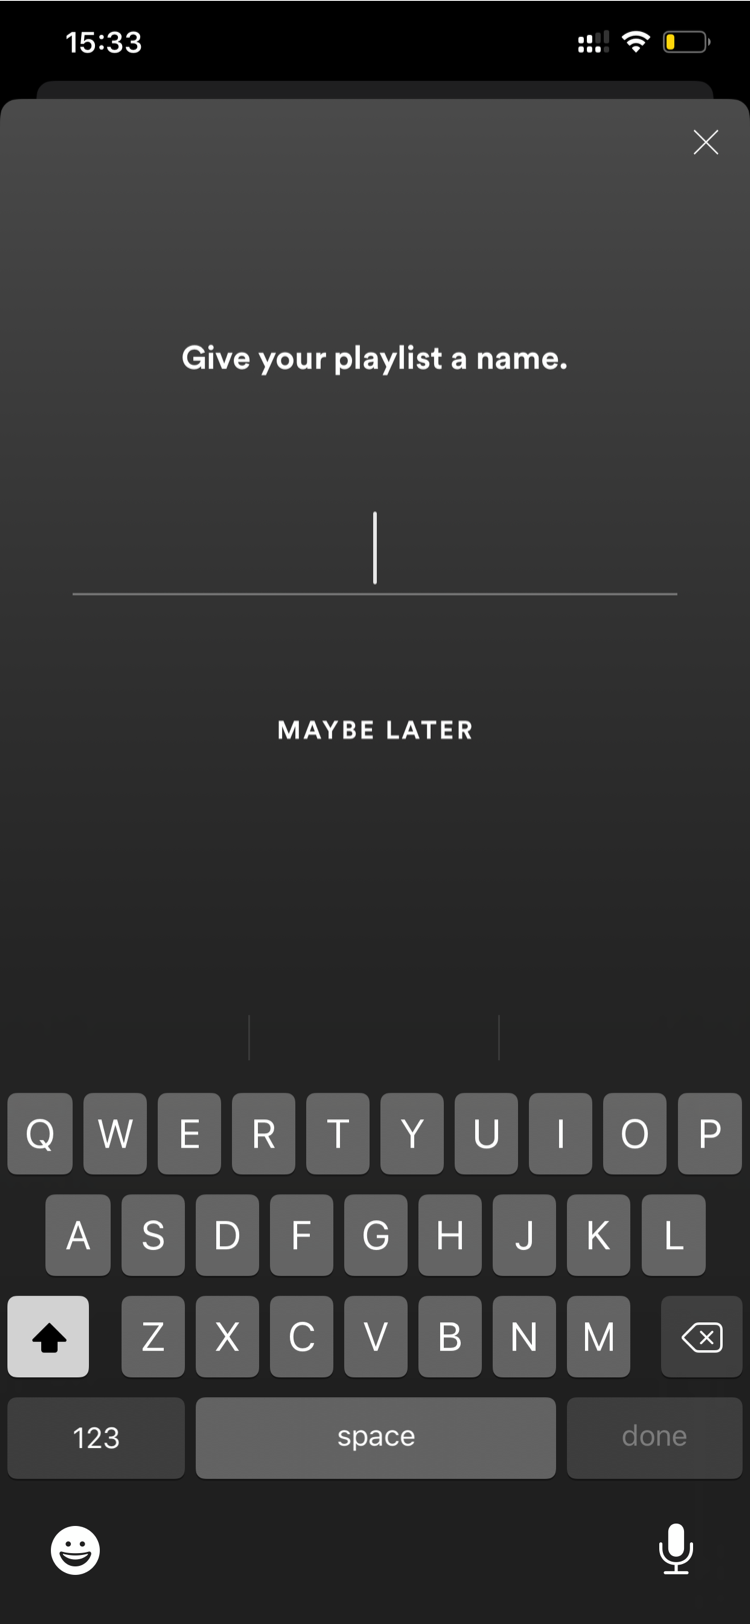 15:33
Give your playlist a name.
MAYBE LATER
Q W E R T Y U I O P
A S D F G H J K L
Z X C V B N M
123 space done